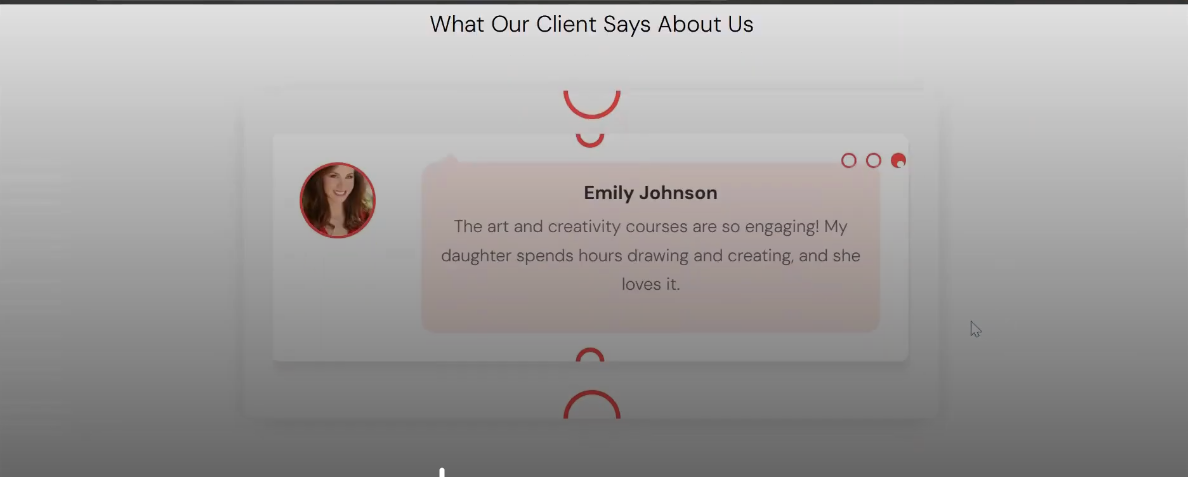 What Our Client Says About Us
Emily Johnson
The art and creativity courses are so engaging! My
daughter spends hours drawing and creating, and she
loves it.